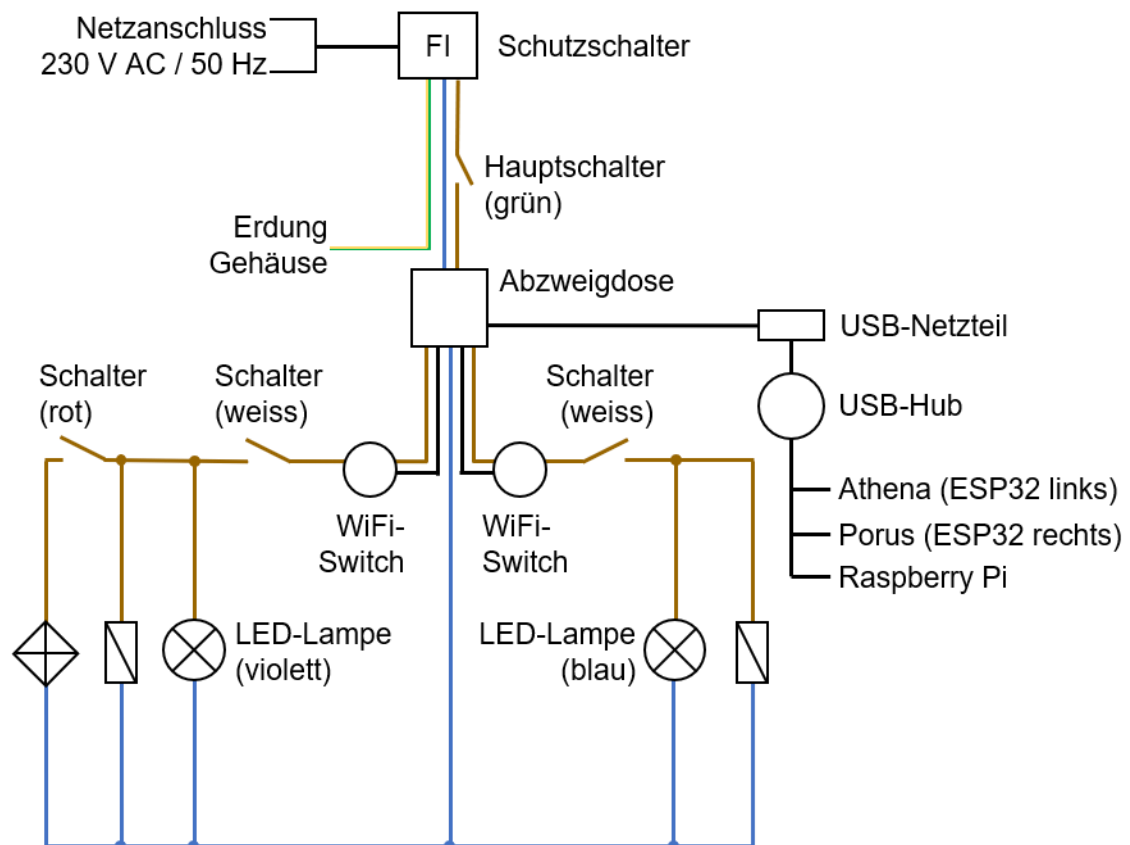 Netzanschluss
230 V AC / 50 Hz
FI
Schutzschalter
Hauptschalter
(grün)
Erdung
Gehäuse
Abzweigdose
USB-Netzteil
USB-Hub
Schalter
(rot)
Schalter
(weiss)
Schalter
(weiss)
WiFi-
Switch
WiFi-
Switch
Athena (ESP32 links)
Porus (ESP32 rechts)
Raspberry Pi
LED-Lampe
(violett)
LED-Lampe
(blau)